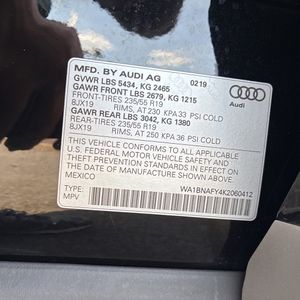 MFD. BY AUDI AG 0219
GVWR LBS 5434, KG 2465
GAWR FRONT LBS 2679, KG 1215
FRONT-TIRES 235/55 R19
8JX19 RIMS, AT 230 KPA 33 PSI COLD
GAWR REAR LBS 3042, KG 1380
REAR-TIRES 235/55 R19
8JX19 RIMS, AT 250 KPA 36 PSI COLD
Audi
THIS VEHICLE CONFORMS TO ALL APPLICABLE
U.S. FEDERAL MOTOR VEHICLE SAFETY, BUMPER, AND
THEFT PREVENTION STANDARDS IN EFFECT ON THE
DATE OF MANUFACTURE SHOWN ABOVE.
MEXICO
TYPE: WA1BNAFY4K2060412
MPV